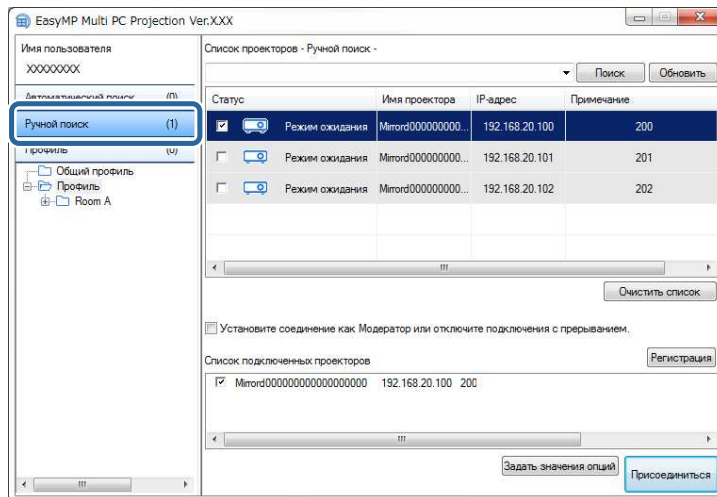 EasyMP Multi PC Projection Ver.X.XX
Имя пользователя
XXXXXXXX
Автоматический поиск (0)
Ручной поиск (1)
Профиль (0)
Общий профиль
Профиль
Room A
Список проекторов - Ручной поиск -
Поиск Обновить
Статус Имя проектора IP-адрес Примечание
Режим ожидания Mirrord000000000... 192.168.20.100 200
Режим ожидания Mirrord000000000... 192.168.20.101 201
Режим ожидания Mirrord000000000... 192.168.20.102 202
Очистить список
Установите соединение как Модератор или отключите подключения с прерыванием.
Список подключенных проекторов Регистрация
Mirrord000000000000000000 192.168.20.100 200
Задать значения опций Присоединиться